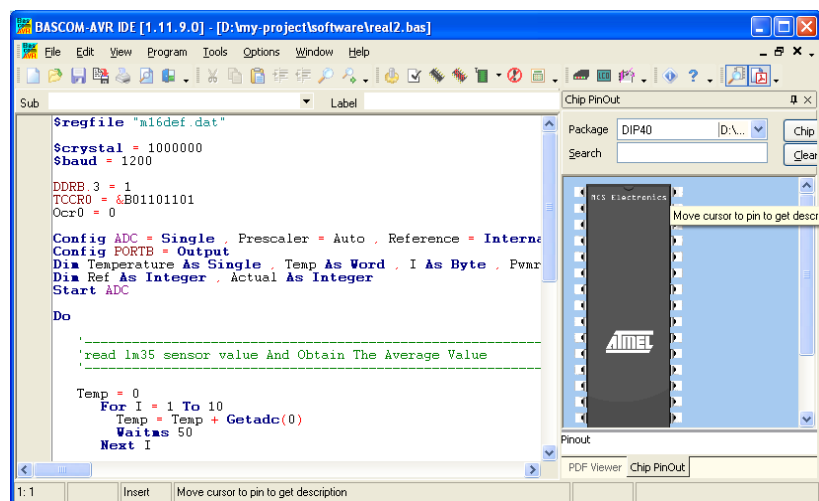 BASCOM-AVR IDE [1.11.9.0] - [D:\my-project\software\real2.bas]
File Edit View Program Tools Options Window Help
Sub Label
$regfile "m16def.dat"
$crystal = 1000000
$baud = 1200
DDRB.3 = 1
TCCR0 = &B01101101
Ocr0 = 0
Config ADC = Single , Prescaler = Auto , Reference = Interna
Config PORTB = Output
Dim Temperature As Single , Temp As Word , I As Byte , Pwmr
Dim Ref As Integer , Actual As Integer
Start ADC
Do
'---------------------------------------------------------
'read lm35 sensor value And Obtain The Average Value
'---------------------------------------------------------
Temp = 0
For I = 1 To 10
Temp = Temp + Getadc(0)
Waitms 50
Next I
Chip PinOut
Package DIP40 D:\... Chip
Search Clear
MCS Electronics
Move cursor to pin to get descr
ATMEL
Pinout
PDF Viewer Chip PinOut
1: 1 Insert Move cursor to pin to get description